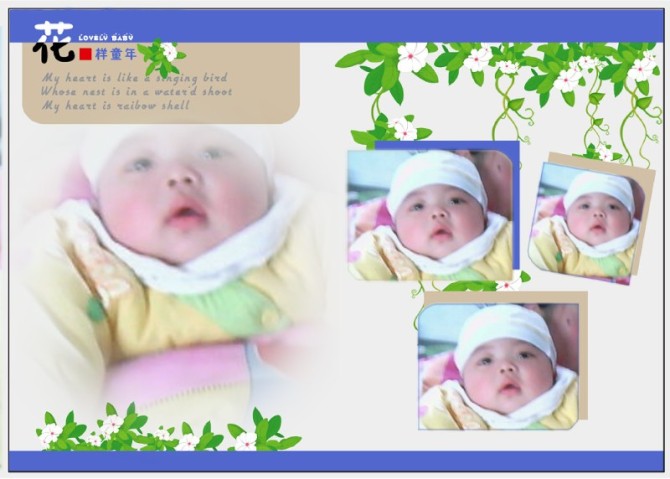 花
LOVELY BABY
样童年
My heart is like a singing bird
Whose nest is in a water'd shoot
My heart is raibow shell